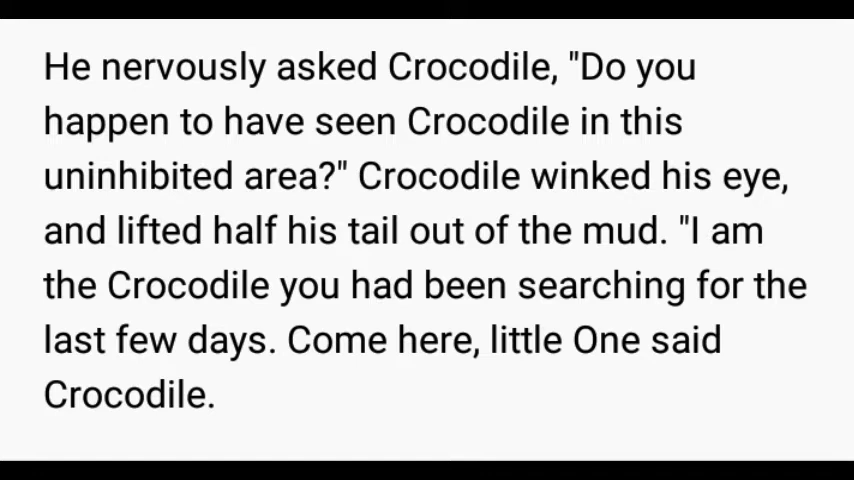 He nervously asked Crocodile, "Do you
happen to have seen Crocodile in this
uninhibited area?" Crocodile winked his eye,
and lifted half his tail out of the mud. "I am
the Crocodile you had been searching for the
last few days. Come here, little One said
Crocodile.